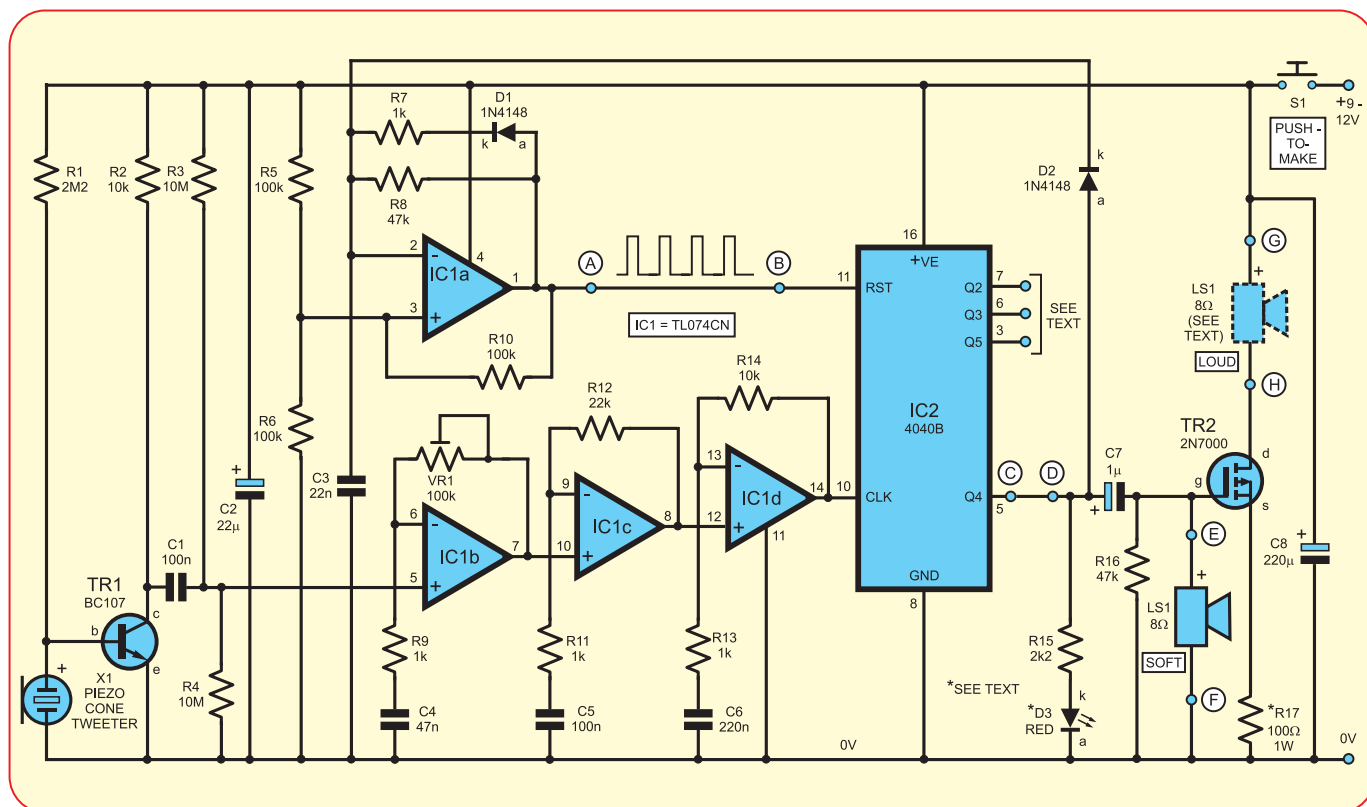 R1
2M2
R2
10k
R3
10M
R5
100k
R7
1k
D1
1N4148
k
a
R8
47k
2
-
IC1a
4
1
3
+
R10
100k
A
B
IC1 = TL074CN
R6
100k
+
C2
22µ
C3
22n
C1
100n
TR1
BC107
b
c
e
+
X1
PIEZO
CONE
TWEETER
R4
10M
VR1
100k
6
-
IC1b
7
5
+
R9
1k
C4
47n
R12
22k
9
-
IC1c
8
10
+
R11
1k
C5
100n
R14
10k
13
-
IC1d
14
12
+
11
R13
1k
C6
220n
16
+VE
11
RST
7
Q2
6
Q3
3
Q5
SEE
TEXT
IC2
4040B
10
CLK
Q4
5
GND
8
C
D
k
D2
1N4148
a
C7
1µ
+
R15
2k2
*SEE TEXT
k
*D3
RED
a
R16
47k
E
+
LS1
8Ω
SOFT
F
S1
PUSH -
TO-
MAKE
+9 -
12V
G
+
LS1
8Ω
(SEE
TEXT)
LOUD
H
TR2
2N7000
g
d
s
+
C8
220µ
*R17
100Ω
1W
0V
0V